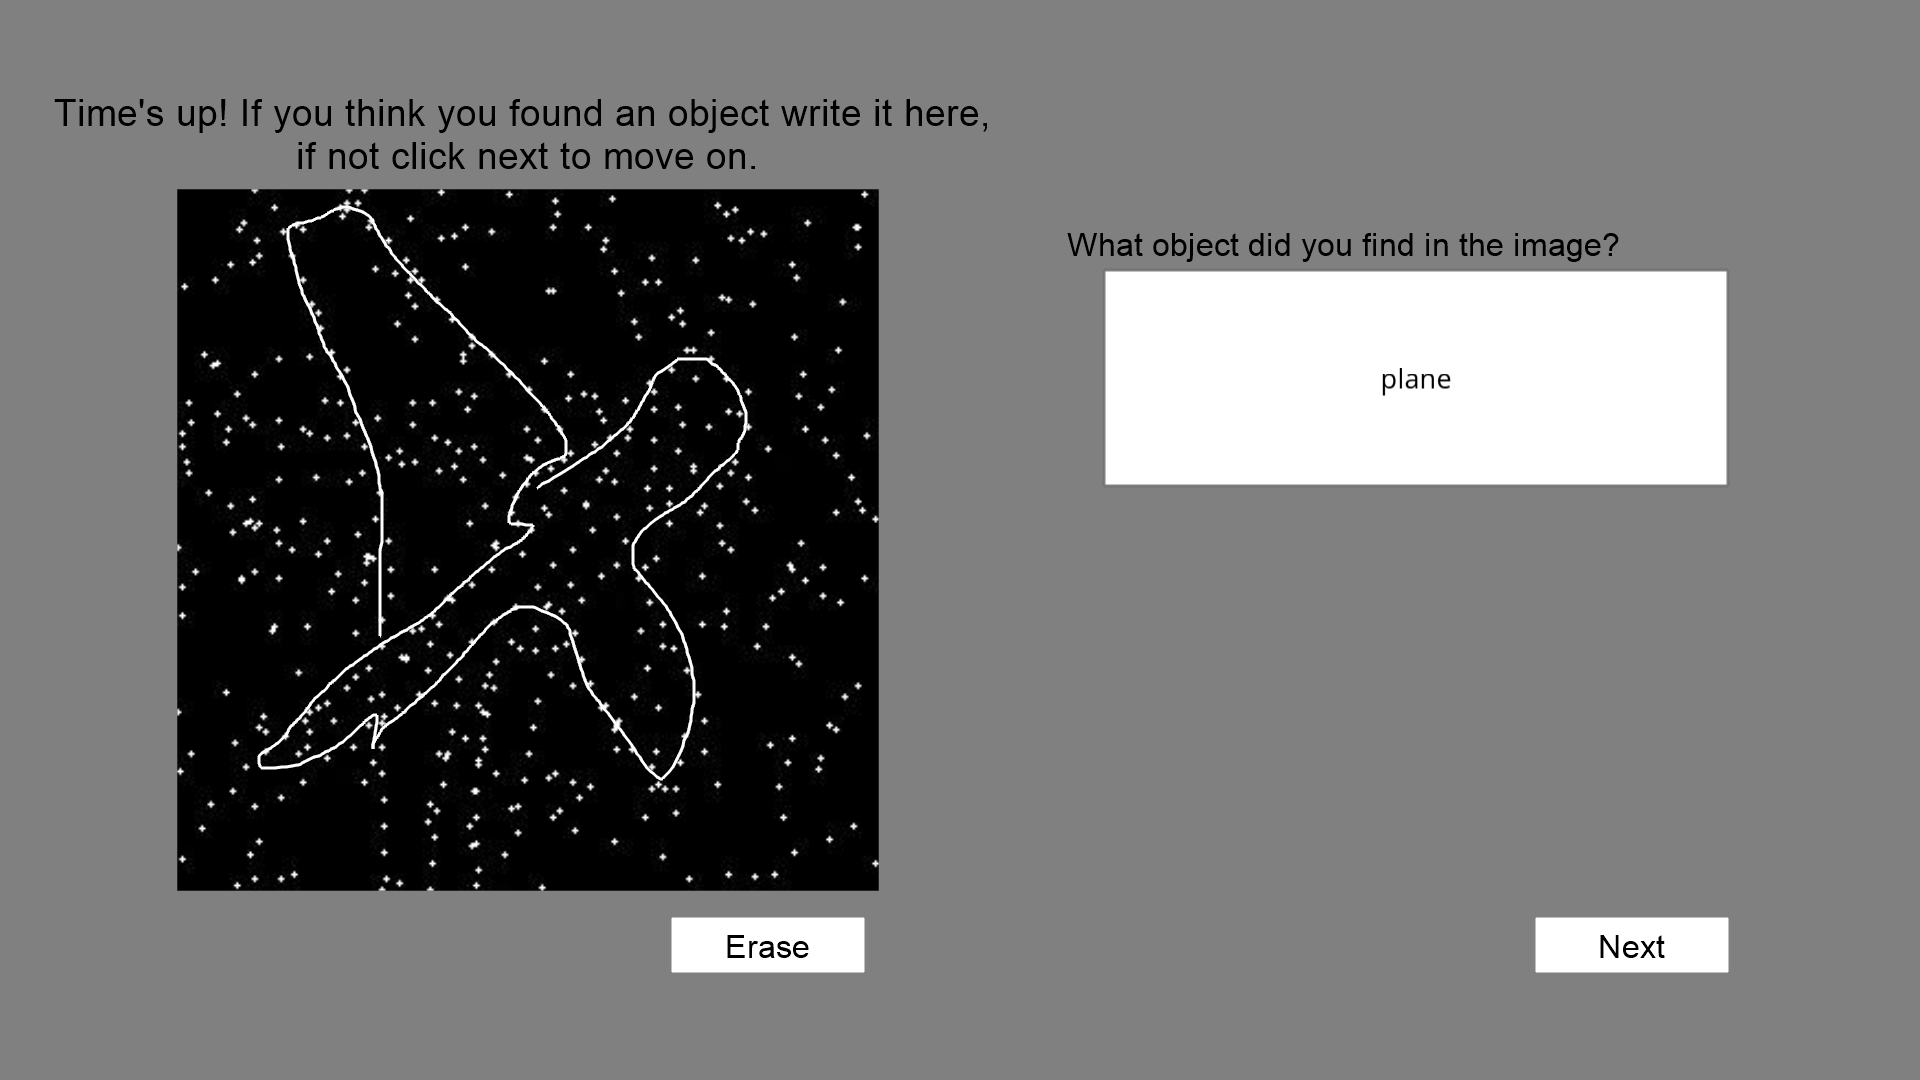 Time's up! If you think you found an object write it here,
if not click next to move on.
What object did you find in the image?
plane
Erase
Next